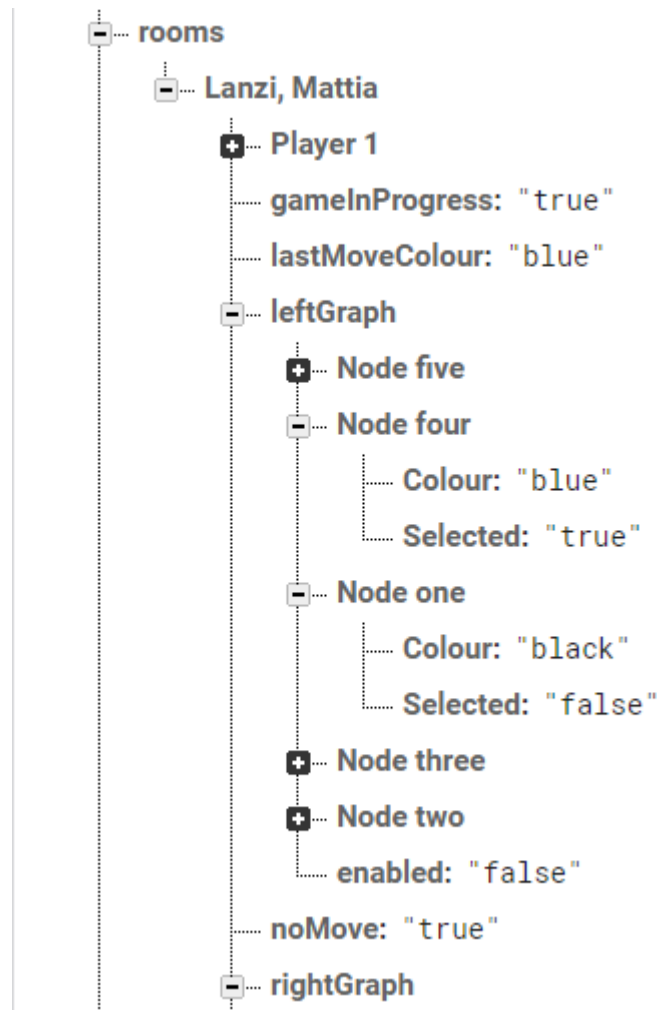 rooms
Lanzi, Mattia
Player 1
gameInProgress: "true"
lastMoveColour: "blue"
leftGraph
Node five
Node four
Colour: "blue"
Selected: "true"
Node one
Colour: "black"
Selected: "false"
Node three
Node two
enabled: "false"
noMove: "true"
rightGraph